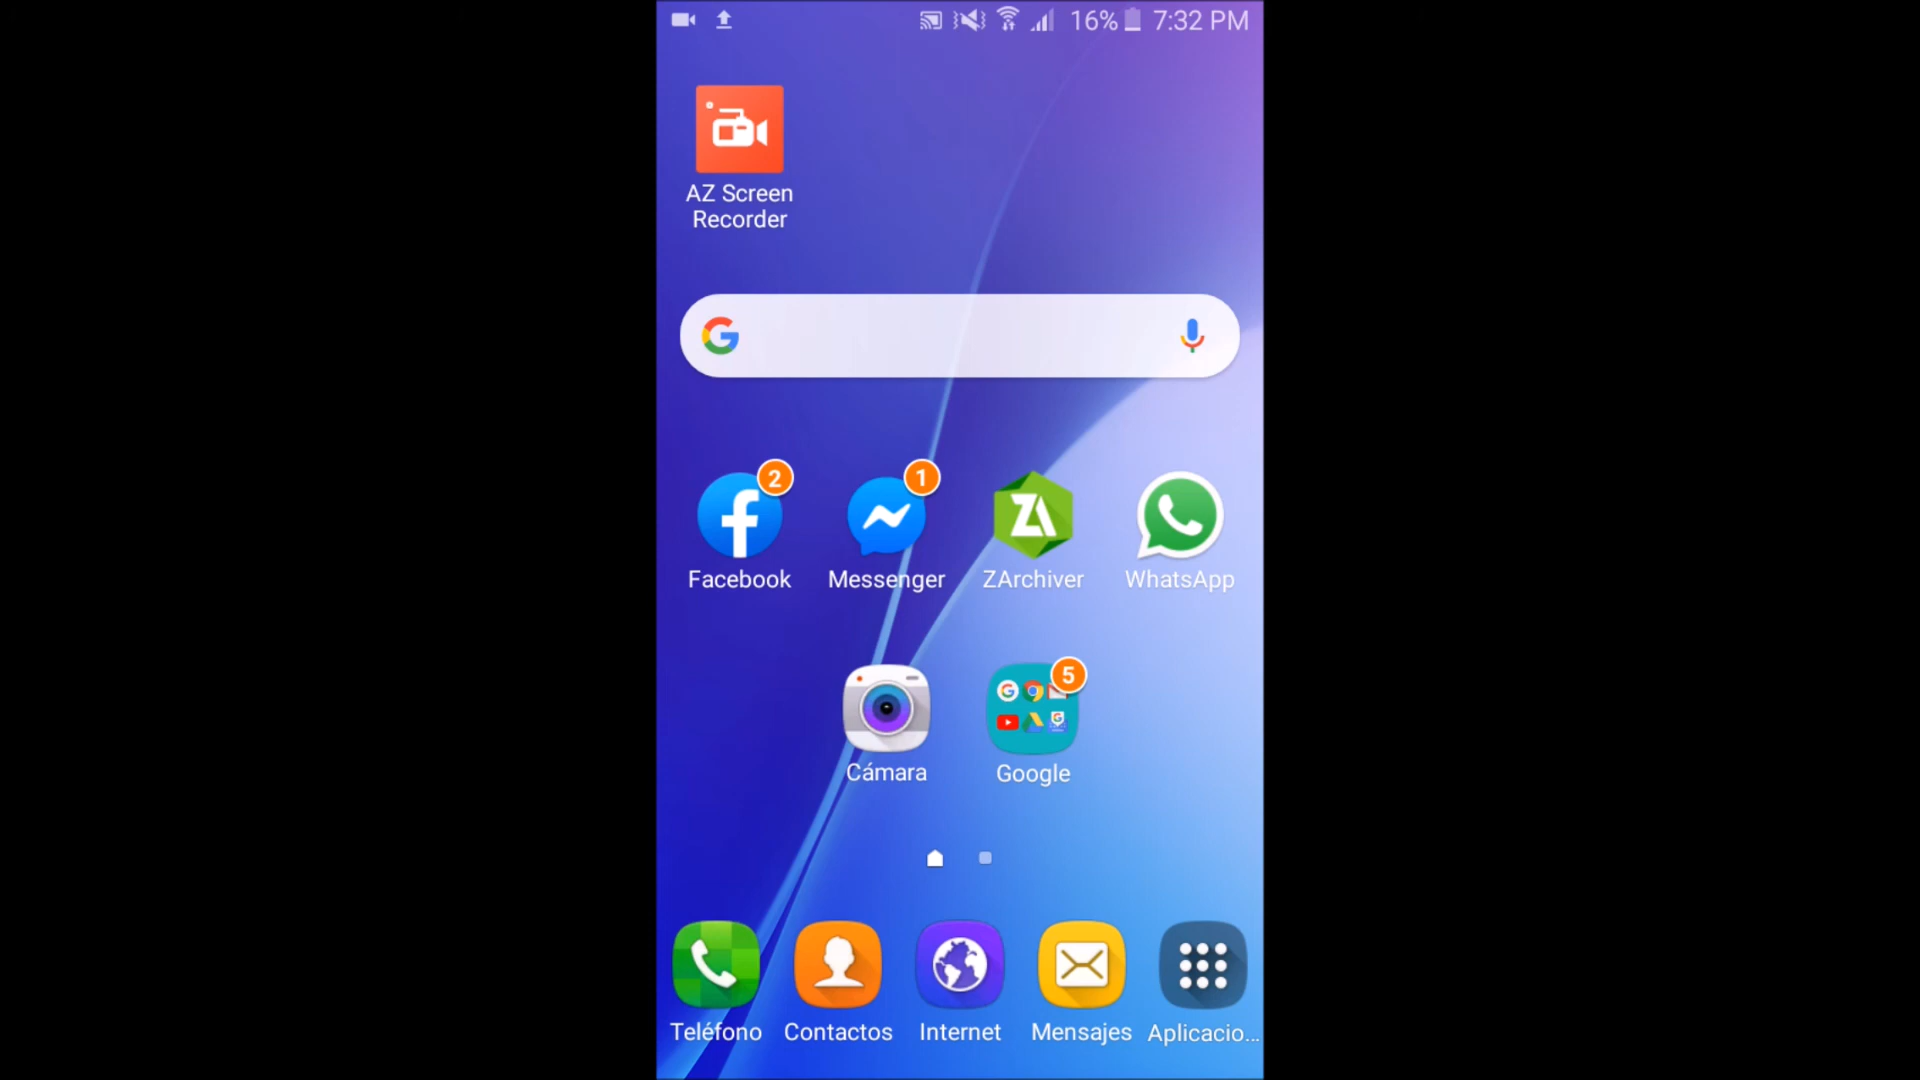 16% 7:32 PM
AZ Screen
Recorder
2 1
Facebook Messenger ZArchiver WhatsApp
5
Cámara Google
Teléfono Contactos Internet Mensajes Aplicacio...